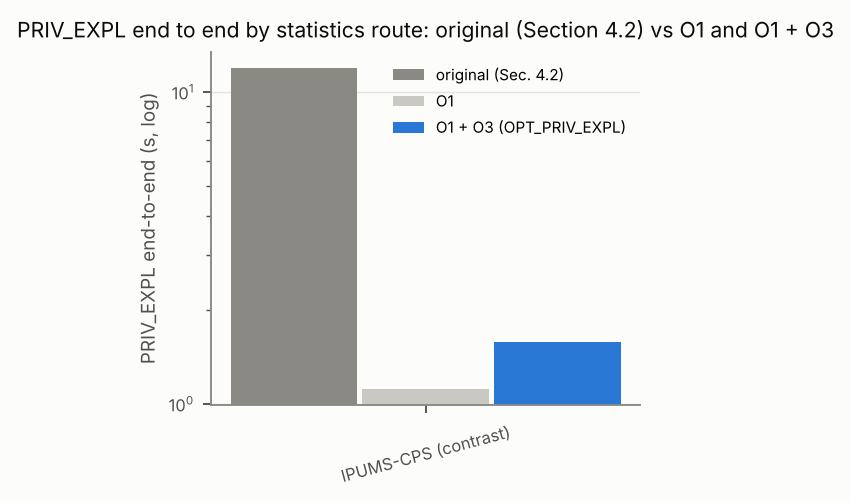 PRIV_EXPL end to end by statistics route: original (Section 4.2) vs O1 and O1 + O3
original (Sec. 4.2)
O1
O1 + O3 (OPT_PRIV_EXPL)
PRIV_EXPL end-to-end (s, log)
10¹
10⁰
IPUMS-CPS (contrast)